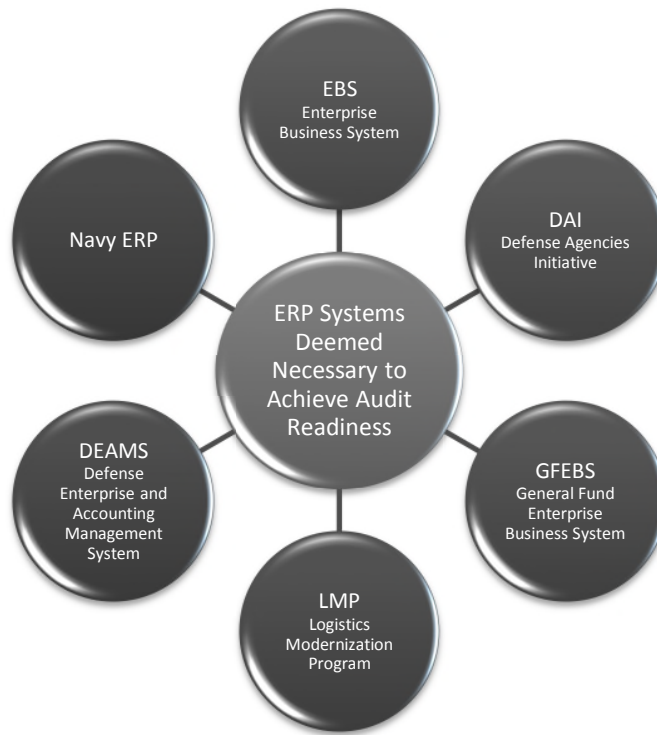 EBS
Enterprise
Business System
Navy ERP
DAI
Defense Agencies
Initiative
ERP Systems
Deemed
Necessary to
Achieve Audit
Readiness
DEAMS
Defense
Enterprise and
Accounting
Management
System
GFEBS
General Fund
Enterprise
Business System
LMP
Logistics
Modernization
Program